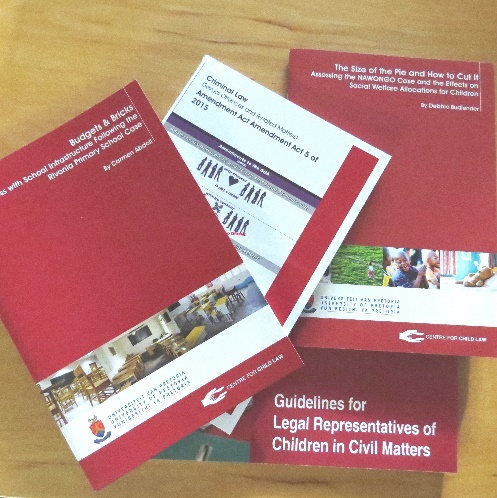 Budgets & Bricks
ss with School Infrastructure Following the
Rivonia Primary School Case
By Carmen Abdoll
UNIVERSITEIT VAN PRETORIA
UNIVERSITY OF PRETORIA
YUNIBESITHI YA PRETORIA
CENTRE FOR CHILD LAW
Criminal Law
(Sexual Offences and Related Matters)
Amendment Act Amendment Act 5 of
2015
The Size of the Pie and How to Cut It
Assessing the NAWONGO Case and the Effects on
Social Welfare Allocations for Children
By Debbie Budlender
UNIVERSITEIT VAN PRETORIA
UNIVERSITY OF PRETORIA
YUNIBESITHI YA PRETORIA
CENTRE FOR CHILD LAW
Guidelines for
Legal Representatives of
Children in Civil Matters